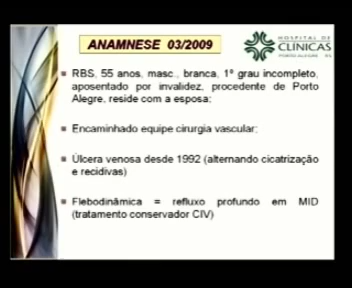 ANAMNESE 03/2009
HOSPITAL DE
CLÍNICAS
PORTO ALEGRE RS
RBS, 55 anos, masc., branca, 1º grau incompleto,
aposentado por invalidez, procedente de Porto
Alegre, reside com a esposa;
Encaminhado equipe cirurgia vascular;
Úlcera venosa desde 1992 (alternando cicatrização
e recidivas)
Flebodinâmica = refluxo profundo em MID
(tratamento conservador CIV)